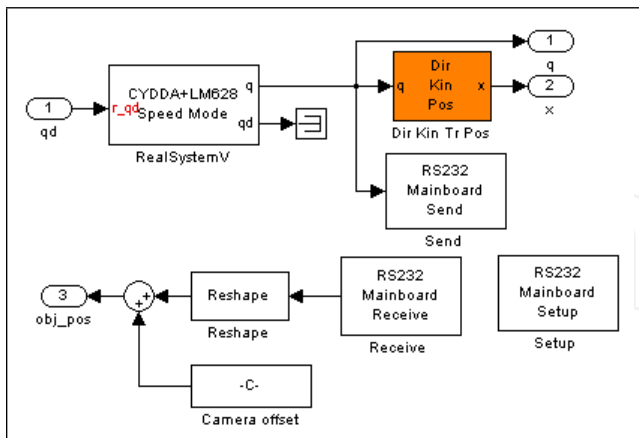 1
qd
r_qd
CYDDA+LM628
Speed Mode
q
qd
RealSystemV
q
Dir
Kin
Pos
x
Dir Kin Tr Pos
1
q
2
x
RS232
Mainboard
Send
Send
3
obj_pos
+
+
Reshape
Reshape
RS232
Mainboard
Receive
Receive
RS232
Mainboard
Setup
Setup
-C-
Camera offset